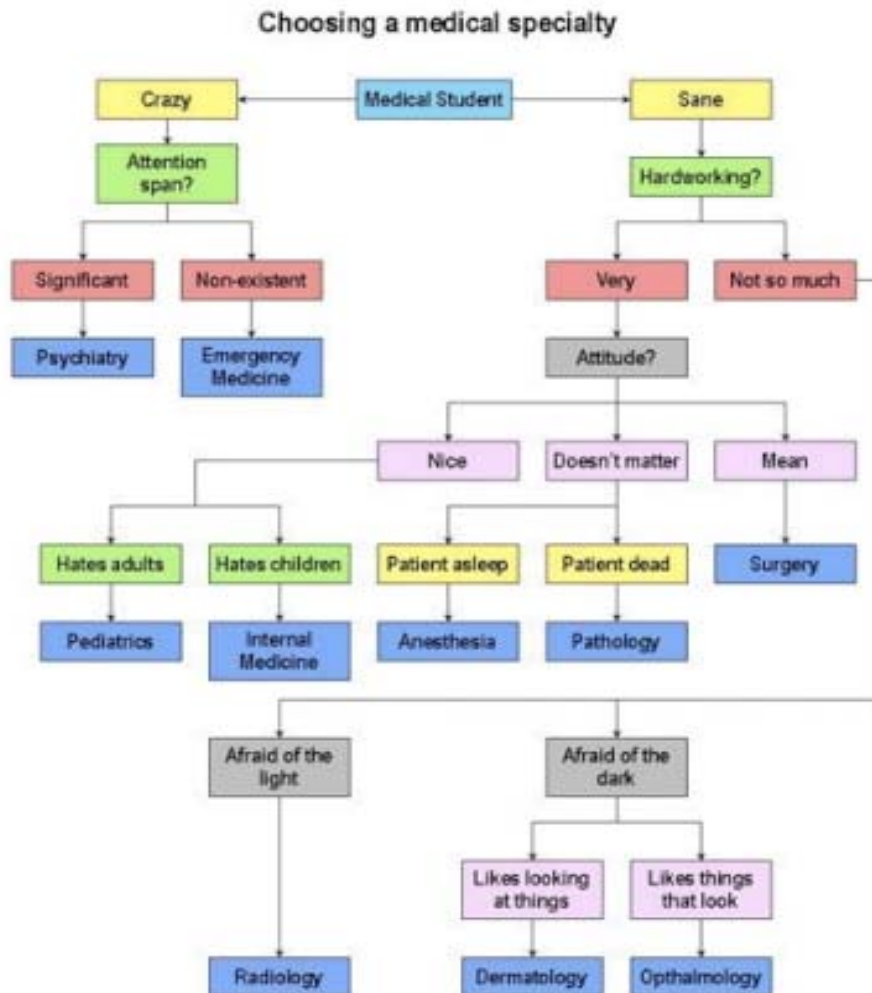 Choosing a medical specialty
Crazy
Medical Student
Sane
Attention
span?
Hardworking?
Significant
Non-existent
Very
Not so much
Psychiatry
Emergency
Medicine
Attitude?
Nice
Doesn't matter
Mean
Hates adults
Hates children
Patient asleep
Patient dead
Surgery
Pediatrics
Internal
Medicine
Anesthesia
Pathology
Afraid of the
light
Afraid of the
dark
Likes looking
at things
Likes things
that look
Radiology
Dermatology
Opthalmology